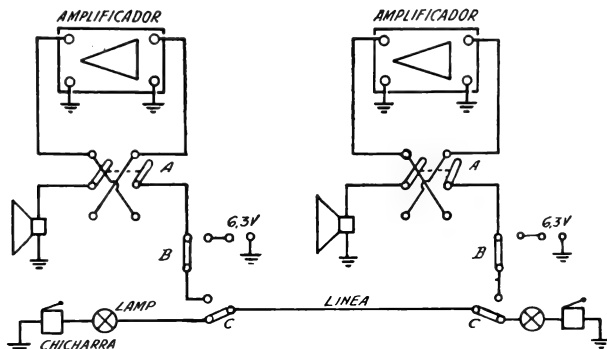 AMPLIFICADOR
AMPLIFICADOR
A
A
6,3V
6,3V
B
B
LAMP
LINEA
C
C
CHICHARRA